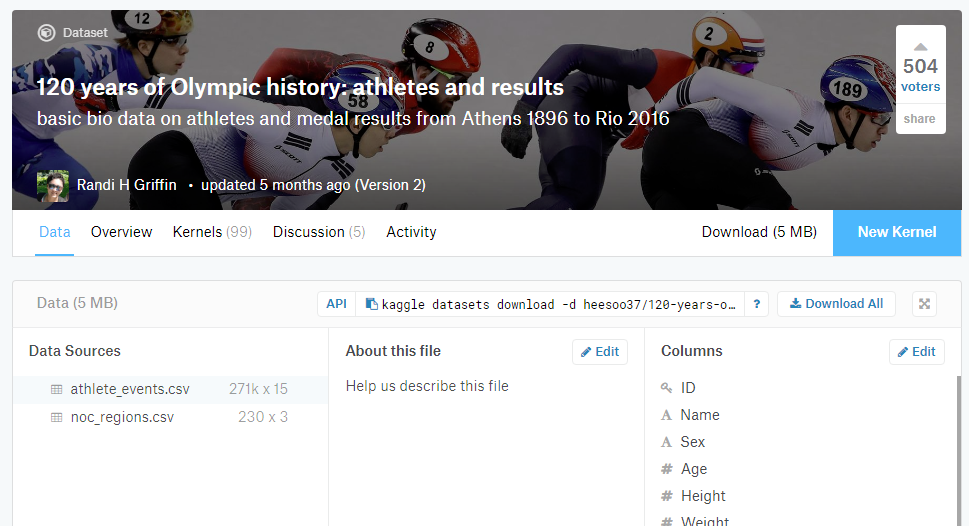 Dataset
120 years of Olympic history: athletes and results
basic bio data on athletes and medal results from Athens 1896 to Rio 2016
Randi H Griffin • updated 5 months ago (Version 2)
504
voters
share
12
8
2
58
189
Data Overview Kernels (99) Discussion (5) Activity Download (5 MB) New Kernel
Data (5 MB) API kaggle datasets download -d heesoo37/120-years-o… ? Download All
Data Sources
athlete_events.csv 271k x 15
noc_regions.csv 230 x 3
About this file Edit
Help us describe this file
Columns Edit
ID
A Name
A Sex
# Age
# Height
# Weight